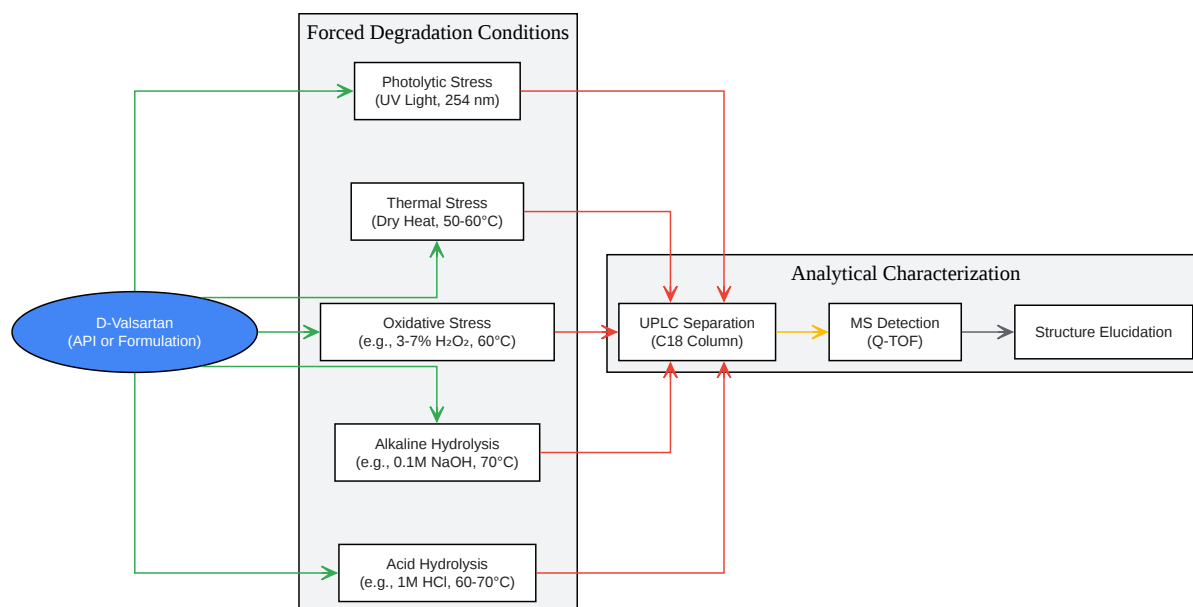 Forced Degradation Conditions
Photolytic Stress
(UV Light, 254 nm)
Thermal Stress
(Dry Heat, 50-60°C)
Analytical Characterization
D-Valsartan
(API or Formulation)
Oxidative Stress
(e.g., 3-7% H₂O₂, 60°C)
UPLC Separation
(C18 Column)
MS Detection
(Q-TOF)
Structure Elucidation
Alkaline Hydrolysis
(e.g., 0.1M NaOH, 70°C)
Acid Hydrolysis
(e.g., 1M HCl, 60-70°C)